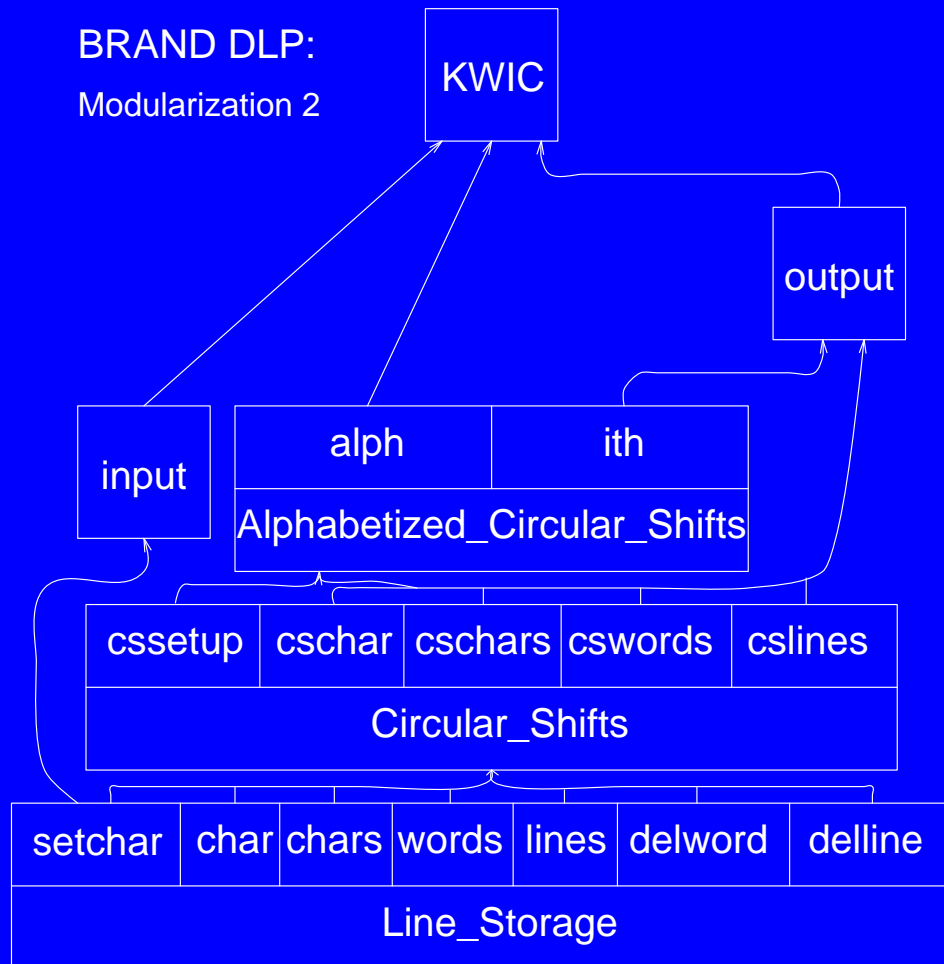 BRAND DLP:
Modularization 2
KWIC
output
input
alph ith
Alphabetized_Circular_Shifts
cssetup cschar cschars cswords cslines
Circular_Shifts
setchar char chars words lines delword delline
Line_Storage